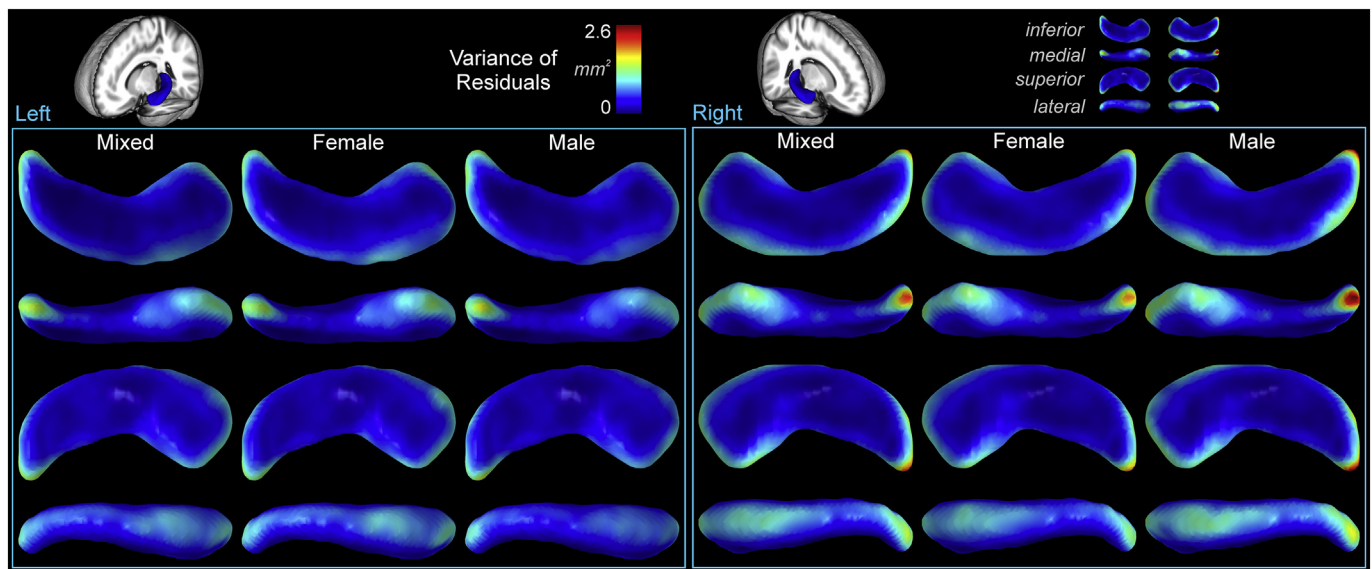 Variance of
Residuals
2.6
mm²
0
inferior
medial
superior
lateral
Left
Right
Mixed Female Male
Mixed Female Male